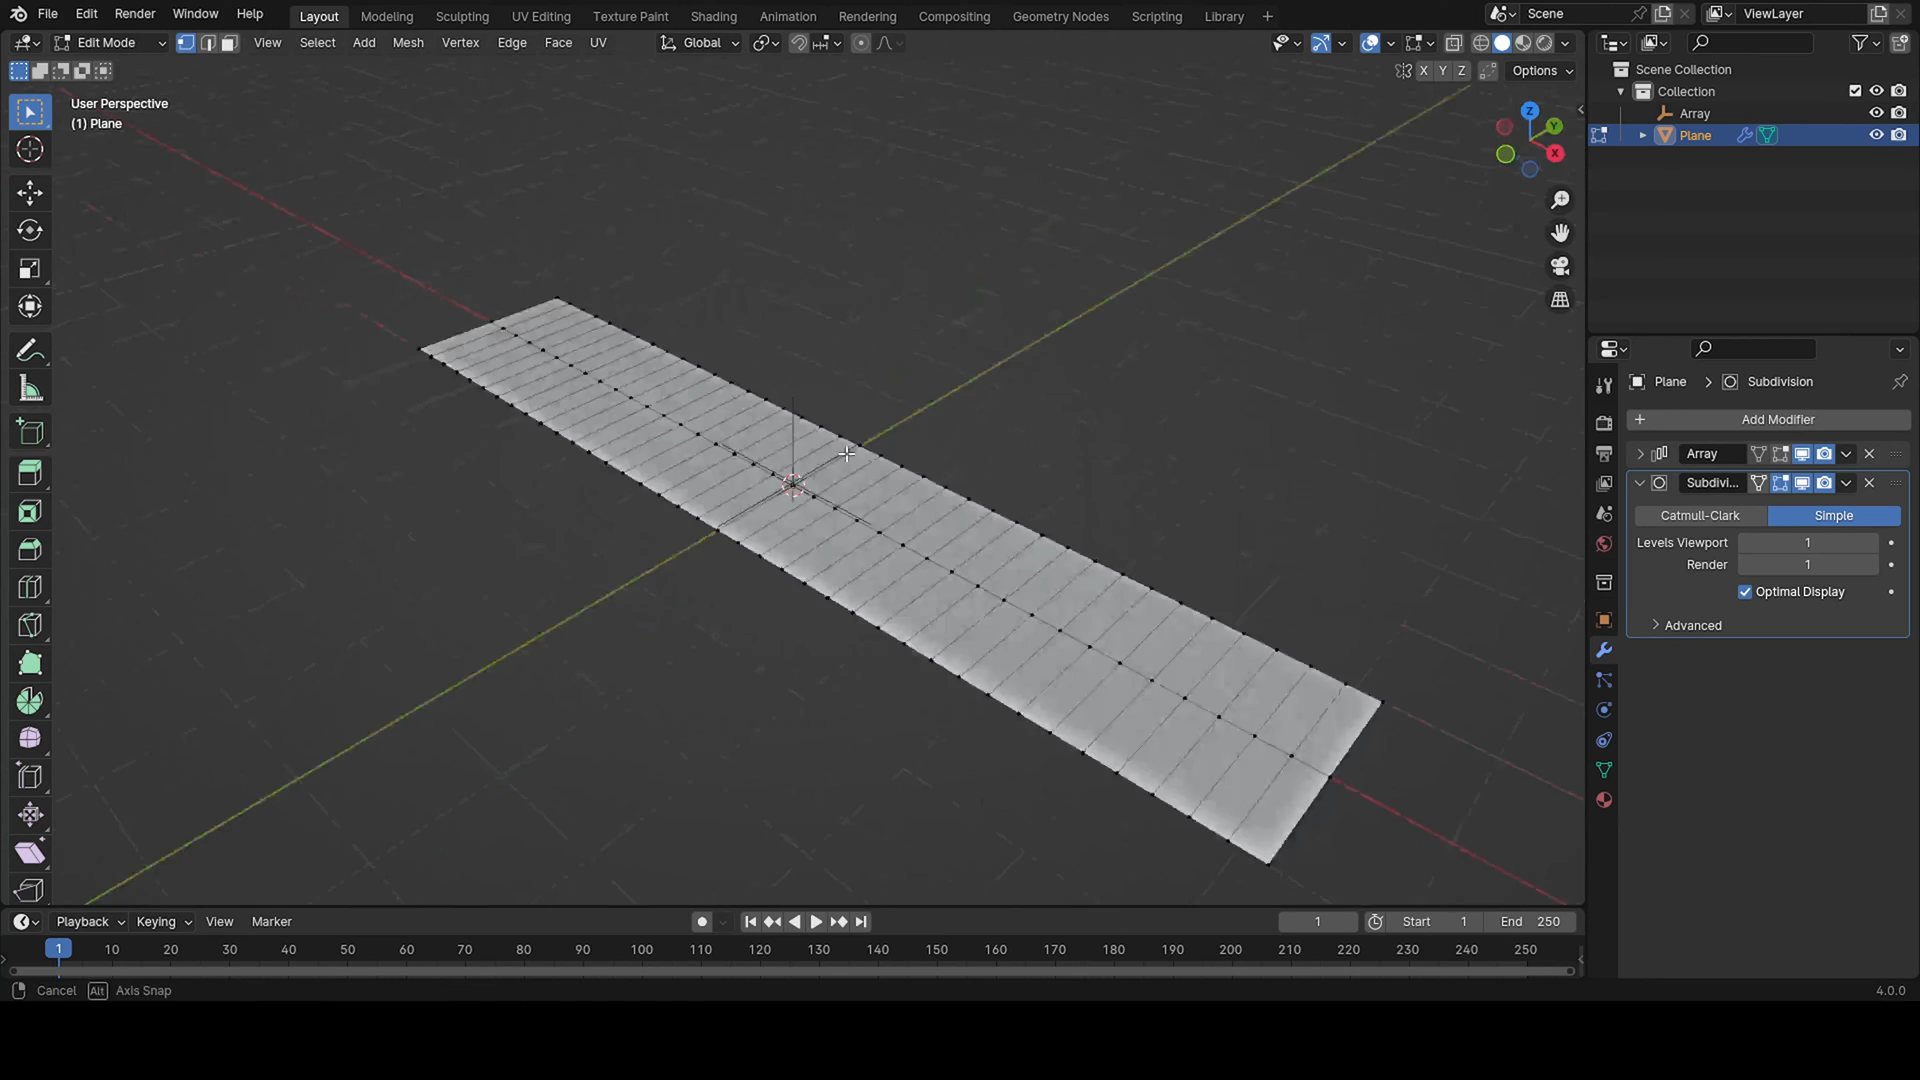 File Edit Render Window Help Layout Modeling Sculpting UV Editing Texture Paint Shading Animation Rendering Compositing Geometry Nodes Scripting Library + Scene ViewLayer
Edit Mode View Select Add Mesh Vertex Edge Face UV Global
X Y Z Options
User Perspective
(1) Plane
Z
Y
X
Scene Collection
Collection
Array
Plane
Plane > Subdivision
+ Add Modifier
Array
Subdivi...
Catmull-Clark Simple
Levels Viewport 1
Render 1
Optimal Display
Advanced
Playback Keying View Marker 1 Start 1 End 250
1 10 20 30 40 50 60 70 80 90 100 110 120 130 140 150 160 170 180 190 200 210 220 230 240 250
Cancel Alt Axis Snap 4.0.0